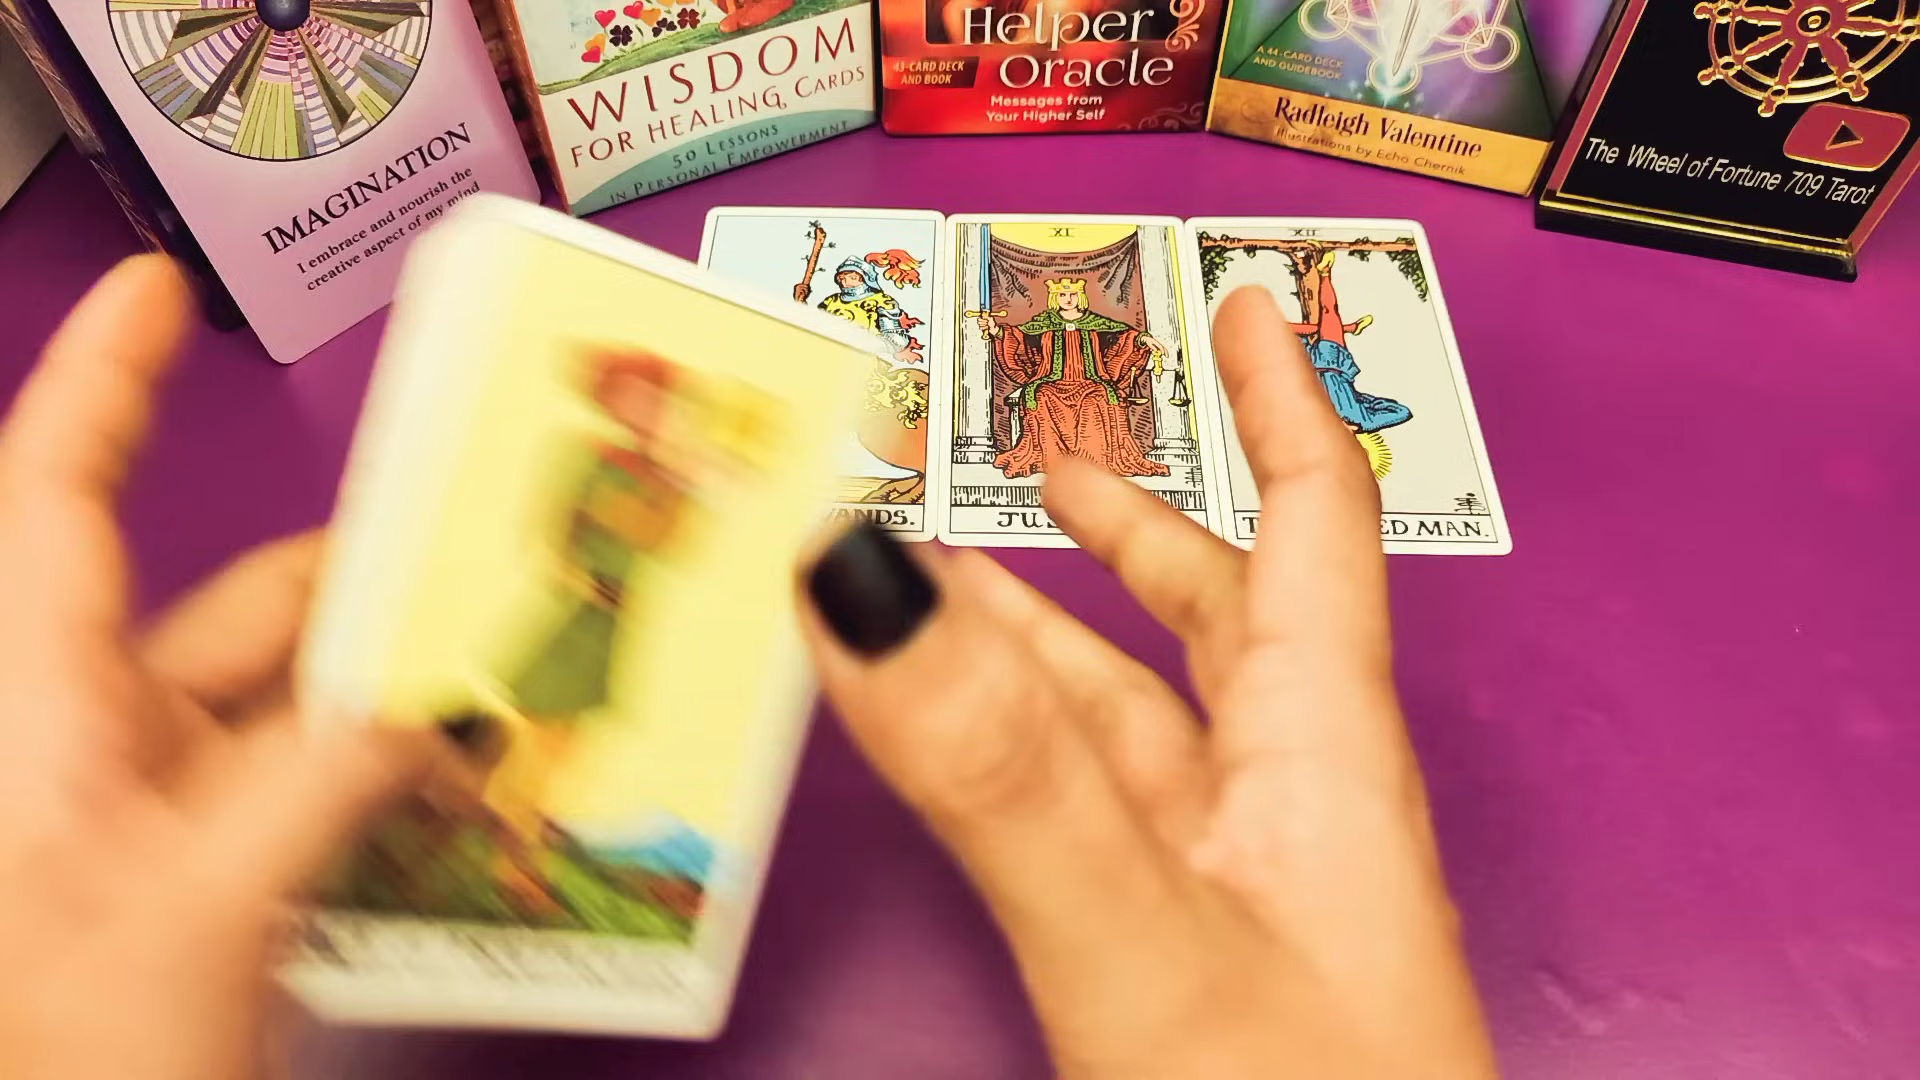 IMAGINATION
I embrace and nourish the
creative aspect of my mind
WISDOM
FOR HEALING CARDS
50 LESSONS
IN PERSONAL EMPOWERMENT
Helper
Oracle
43-CARD DECK
AND BOOK
Messages from
Your Higher Self
A 44-CARD DECK
AND GUIDEBOOK
Radleigh Valentine
Illustrations by Echo Chernik
The Wheel of Fortune 709 Tarot
XI
XII
WANDS.
JUS
T
ED MAN.